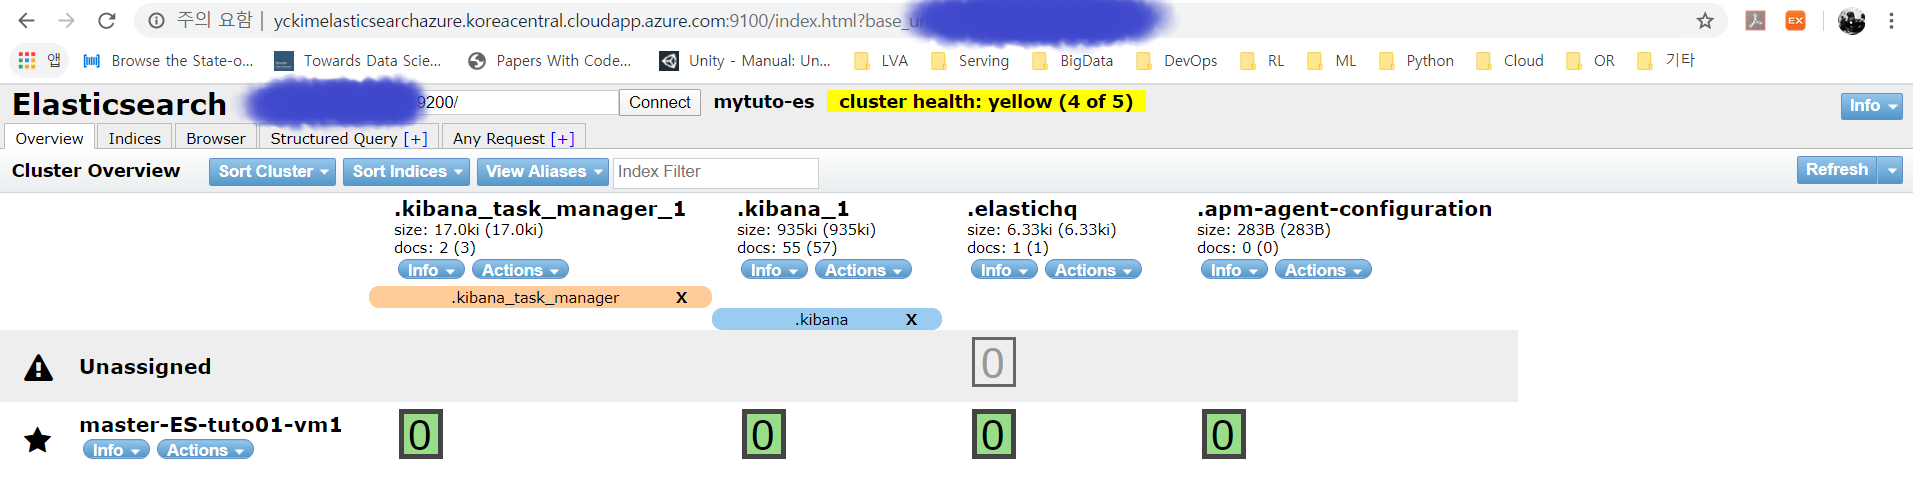 주의 요함 | yckimelasticsearchazure.koreacentral.cloudapp.azure.com:9100/index.html?base_
앱 Browse the State-o... Towards Data Scie... Papers With Code... Unity - Manual: Un... LVA Serving BigData DevOps RL ML Python Cloud OR 기타
Elasticsearch 9200/ Connect mytuto-es cluster health: yellow (4 of 5) Info
Overview Indices Browser Structured Query [+] Any Request [+]
Cluster Overview Sort Cluster Sort Indices View Aliases Index Filter Refresh
.kibana_task_manager_1 .kibana_1 .elastichq .apm-agent-configuration
size: 17.0ki (17.0ki) size: 935ki (935ki) size: 6.33ki (6.33ki) size: 283B (283B)
docs: 2 (3) docs: 55 (57) docs: 1 (1) docs: 0 (0)
Info Actions Info Actions Info Actions Info Actions
.kibana_task_manager X
.kibana X
Unassigned 0
master-ES-tuto01-vm1 0 0 0 0
Info Actions